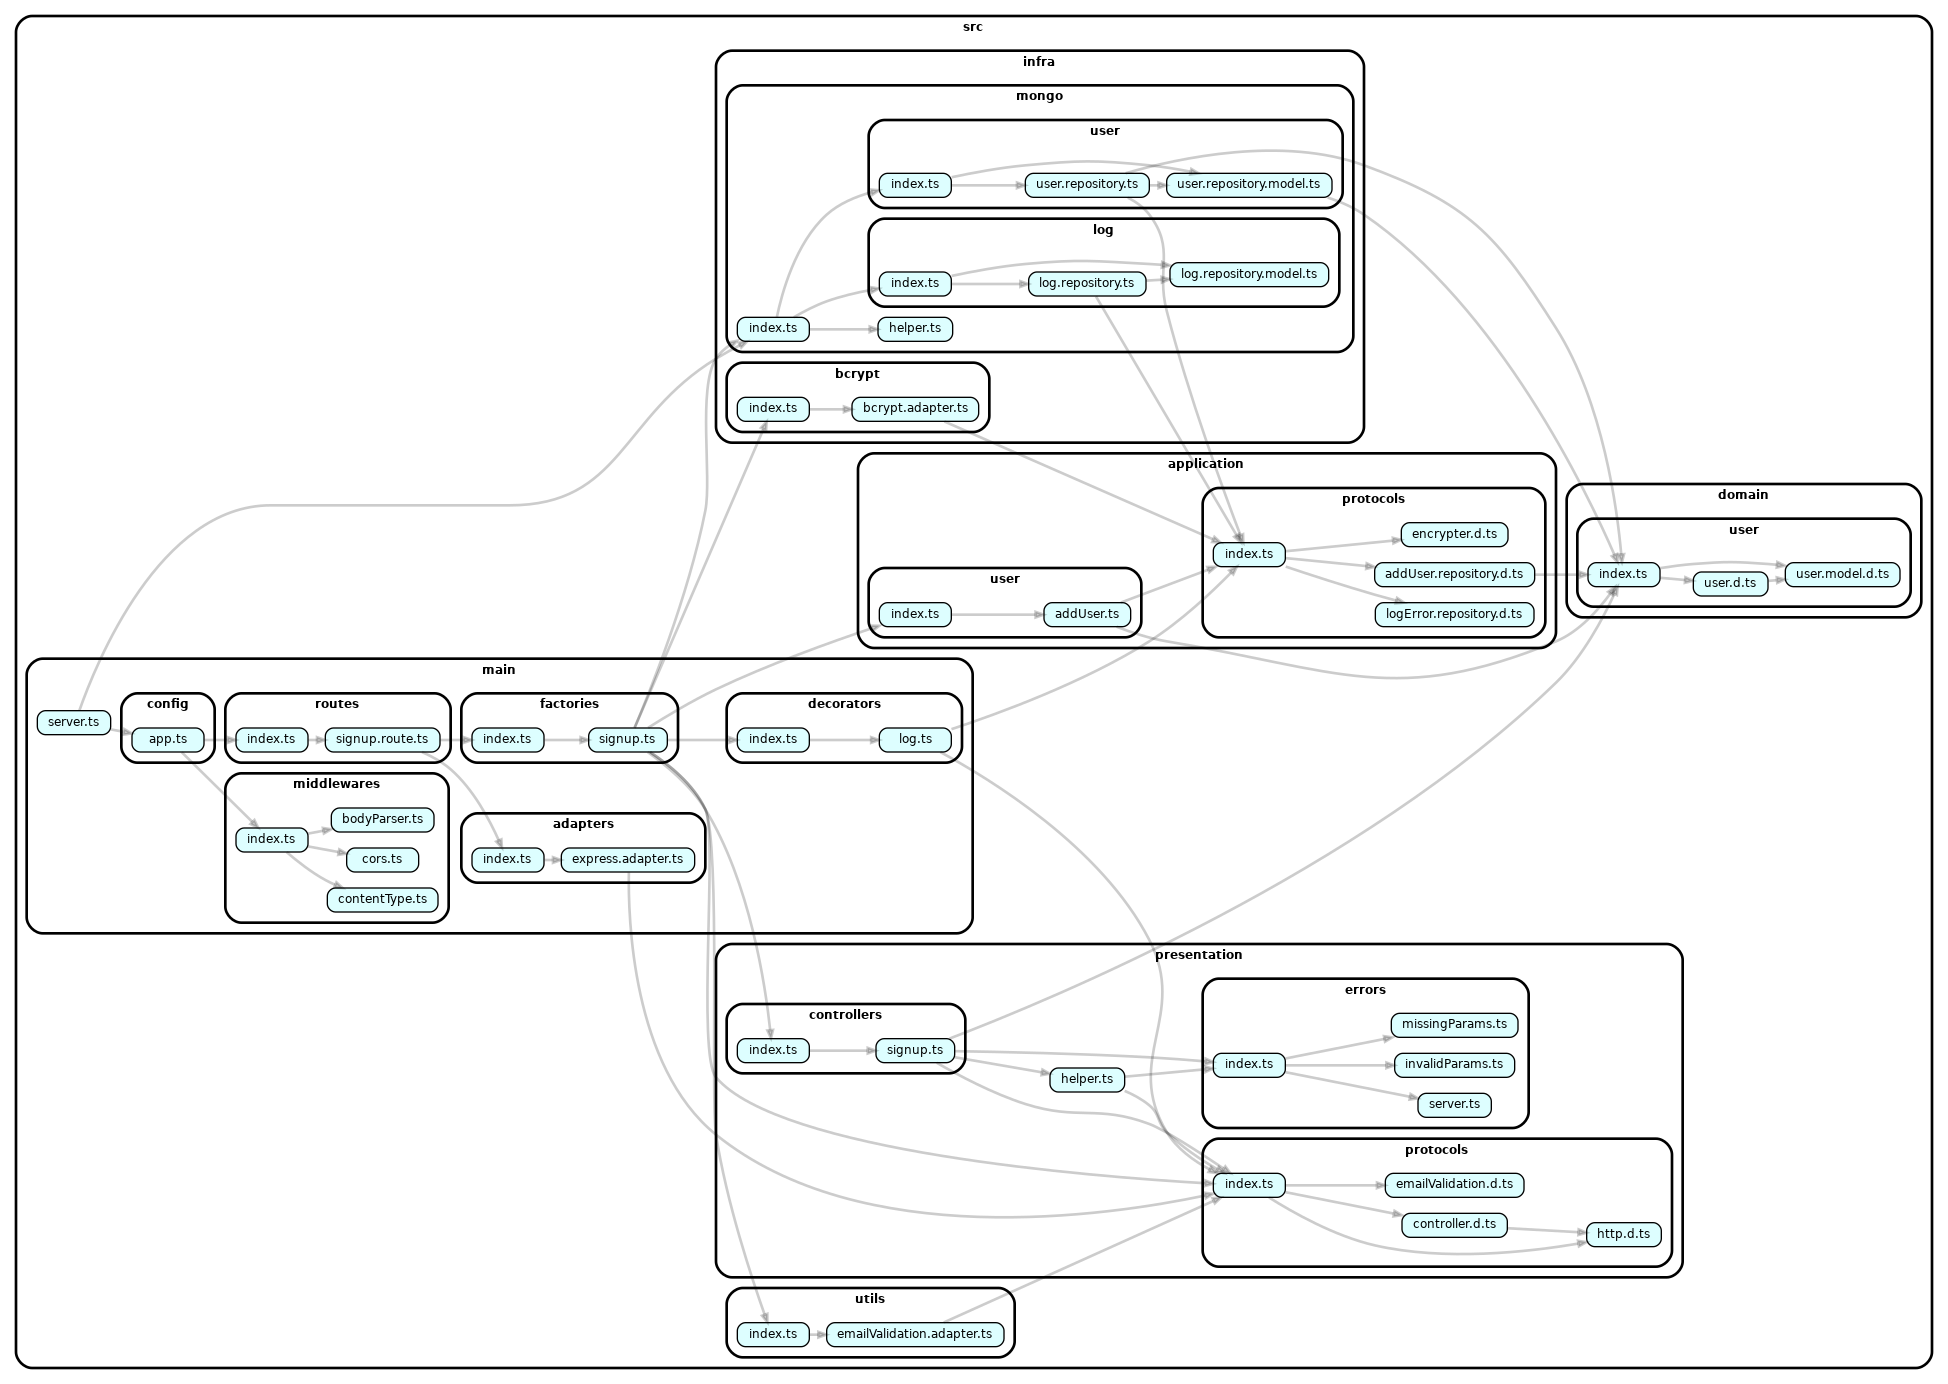 src
infra
mongo
user
index.ts
user.repository.ts
user.repository.model.ts
log
index.ts
log.repository.ts
log.repository.model.ts
index.ts
helper.ts
bcrypt
index.ts
bcrypt.adapter.ts
application
protocols
encrypter.d.ts
index.ts
addUser.repository.d.ts
logError.repository.d.ts
user
index.ts
addUser.ts
domain
user
index.ts
user.d.ts
user.model.d.ts
main
server.ts
config
app.ts
routes
index.ts
signup.route.ts
factories
index.ts
signup.ts
decorators
index.ts
log.ts
middlewares
index.ts
bodyParser.ts
cors.ts
contentType.ts
adapters
index.ts
express.adapter.ts
presentation
controllers
index.ts
signup.ts
helper.ts
errors
index.ts
missingParams.ts
invalidParams.ts
server.ts
protocols
index.ts
emailValidation.d.ts
controller.d.ts
http.d.ts
utils
index.ts
emailValidation.adapter.ts